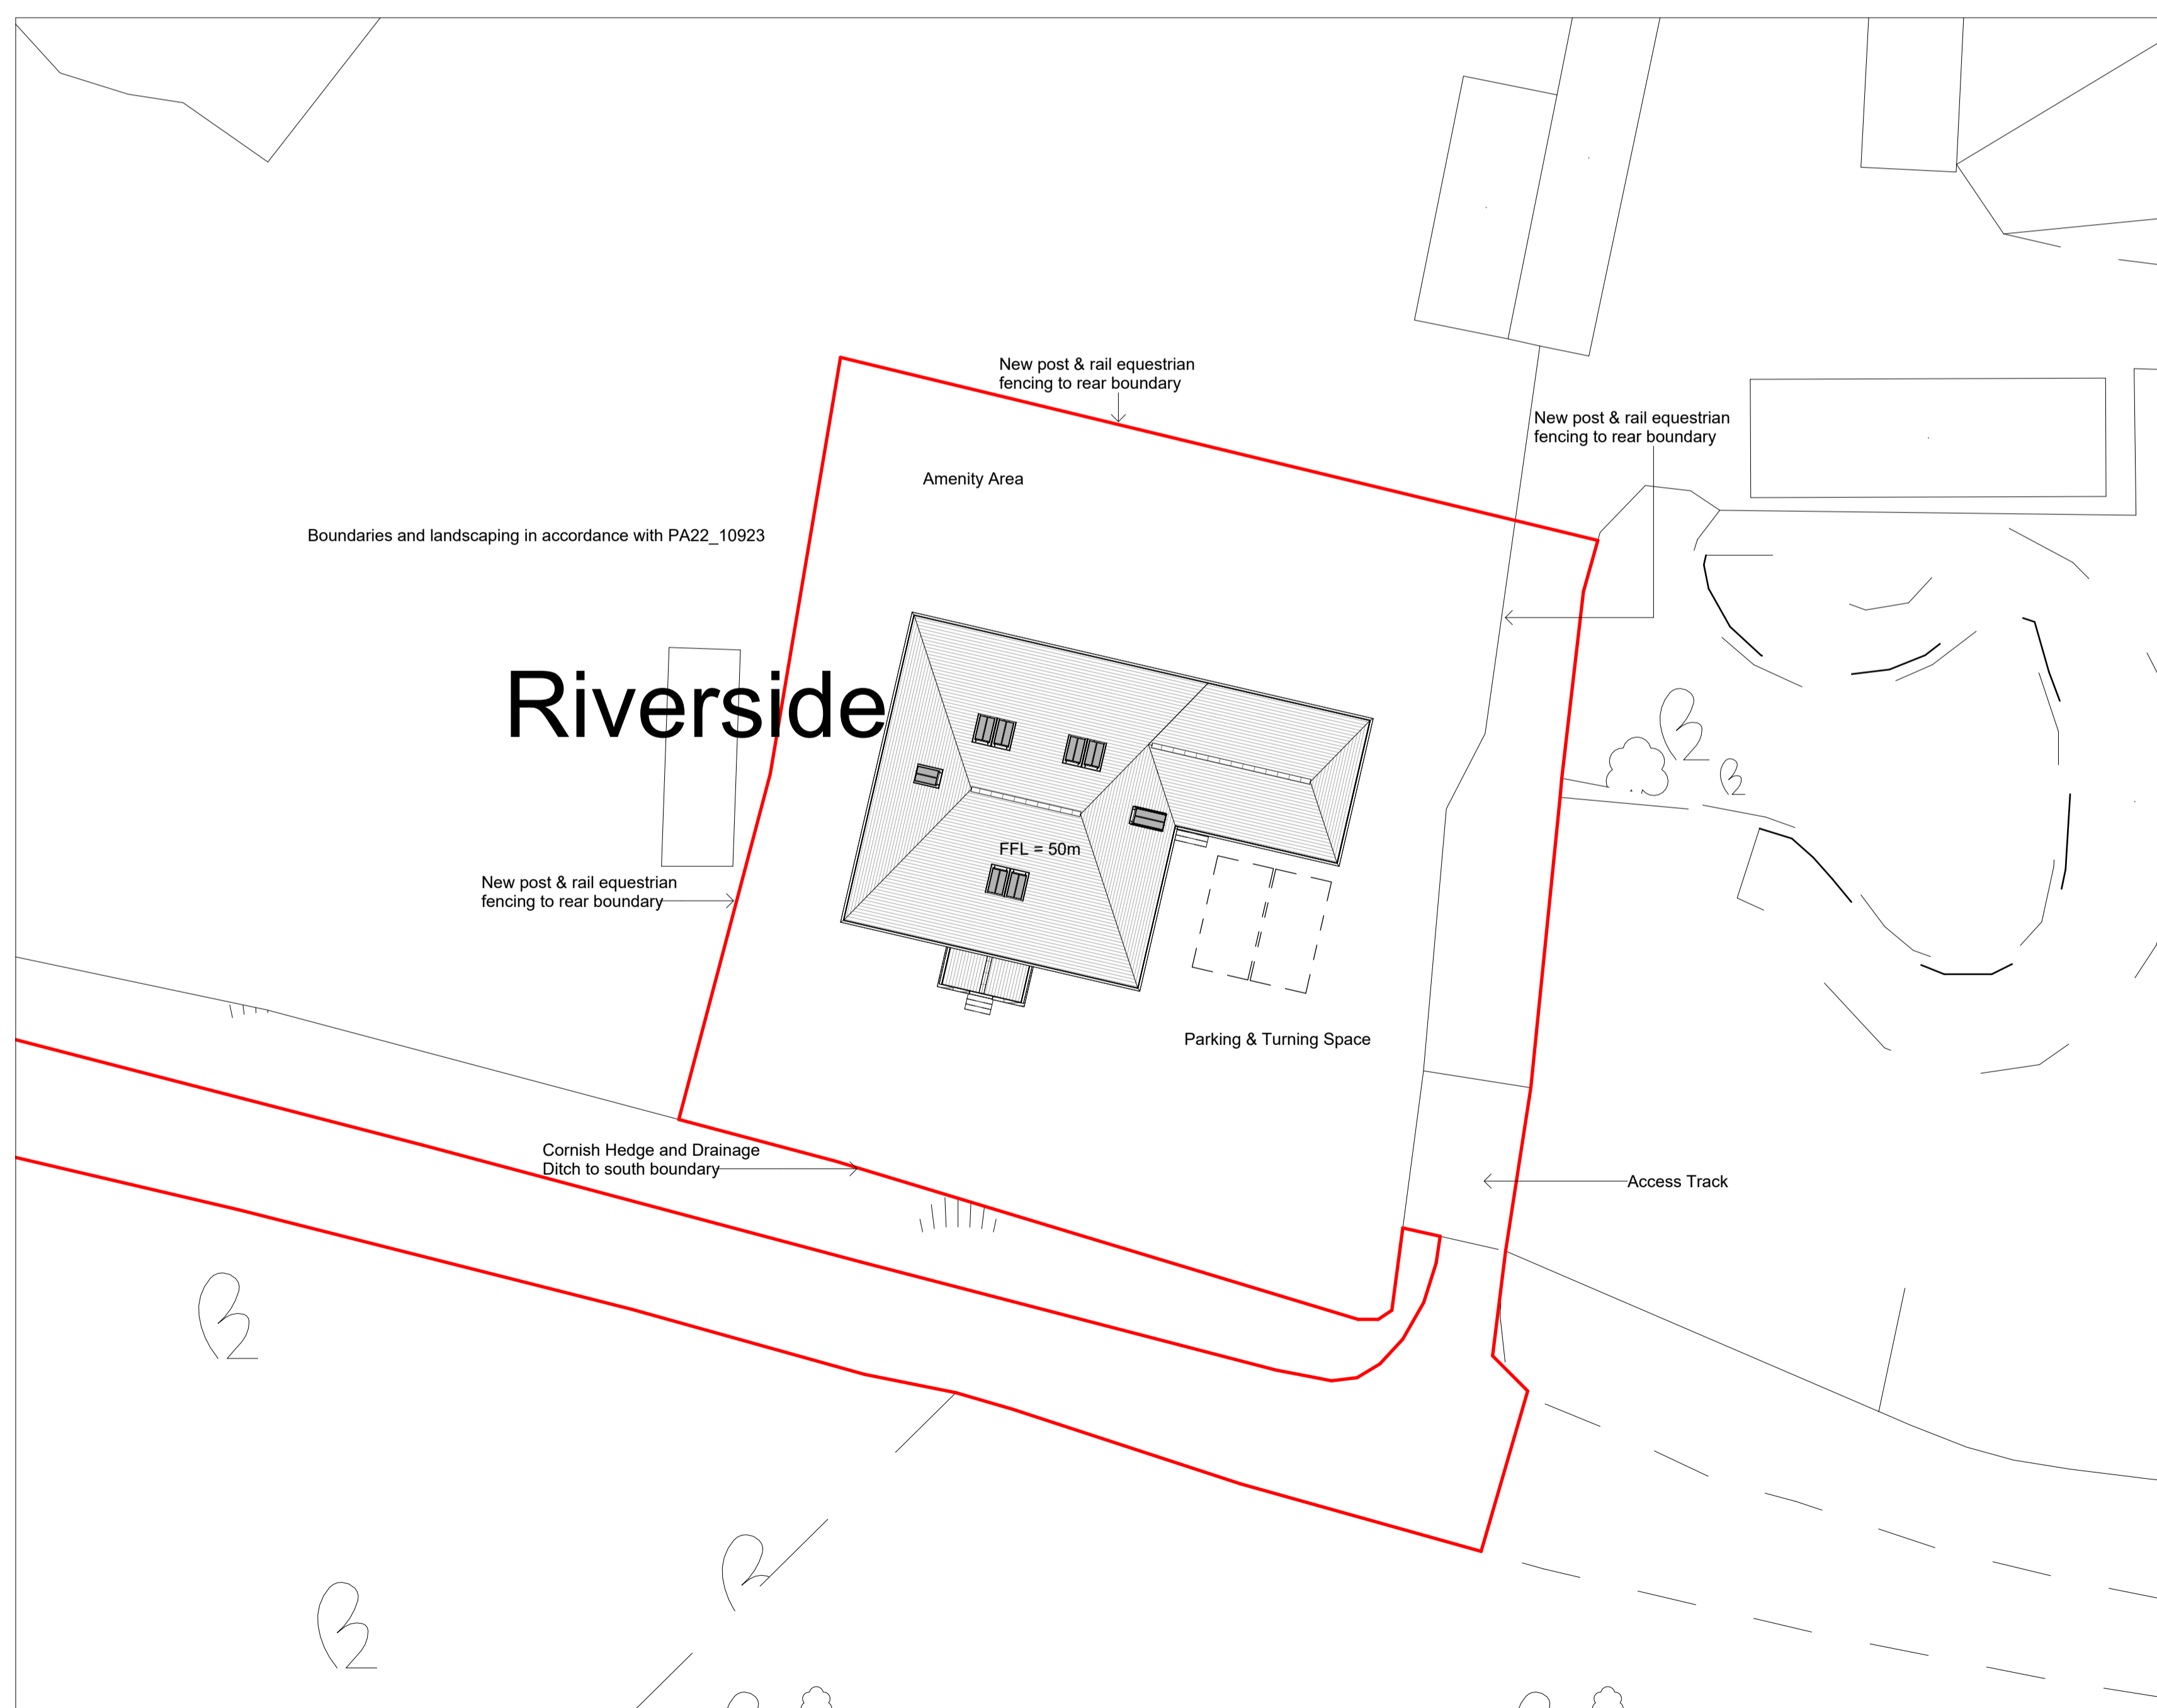 New post & rail equestrian
fencing to rear boundary
New post & rail equestrian
fencing to rear boundary
Amenity Area
Boundaries and landscaping in accordance with PA22_10923
Riverside
FFL = 50m
New post & rail equestrian
fencing to rear boundary
Parking & Turning Space
Cornish Hedge and Drainage
Ditch to south boundary
Access Track